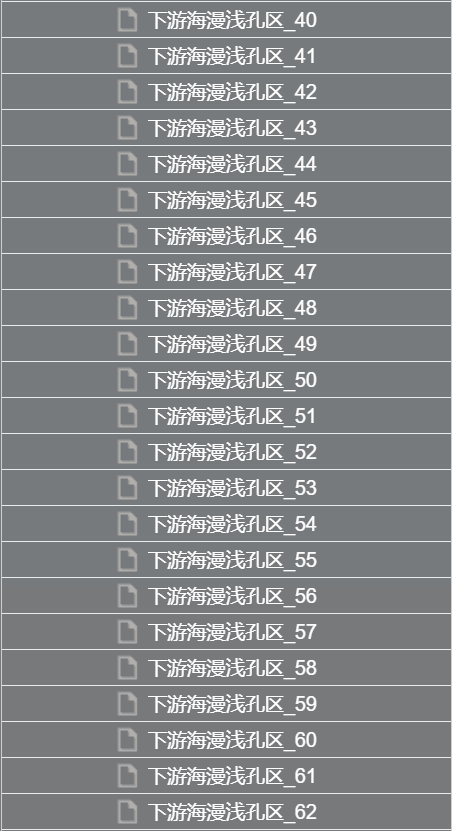 下游海漫浅孔区_40
下游海漫浅孔区_41
下游海漫浅孔区_42
下游海漫浅孔区_43
下游海漫浅孔区_44
下游海漫浅孔区_45
下游海漫浅孔区_46
下游海漫浅孔区_47
下游海漫浅孔区_48
下游海漫浅孔区_49
下游海漫浅孔区_50
下游海漫浅孔区_51
下游海漫浅孔区_52
下游海漫浅孔区_53
下游海漫浅孔区_54
下游海漫浅孔区_55
下游海漫浅孔区_56
下游海漫浅孔区_57
下游海漫浅孔区_58
下游海漫浅孔区_59
下游海漫浅孔区_60
下游海漫浅孔区_61
下游海漫浅孔区_62